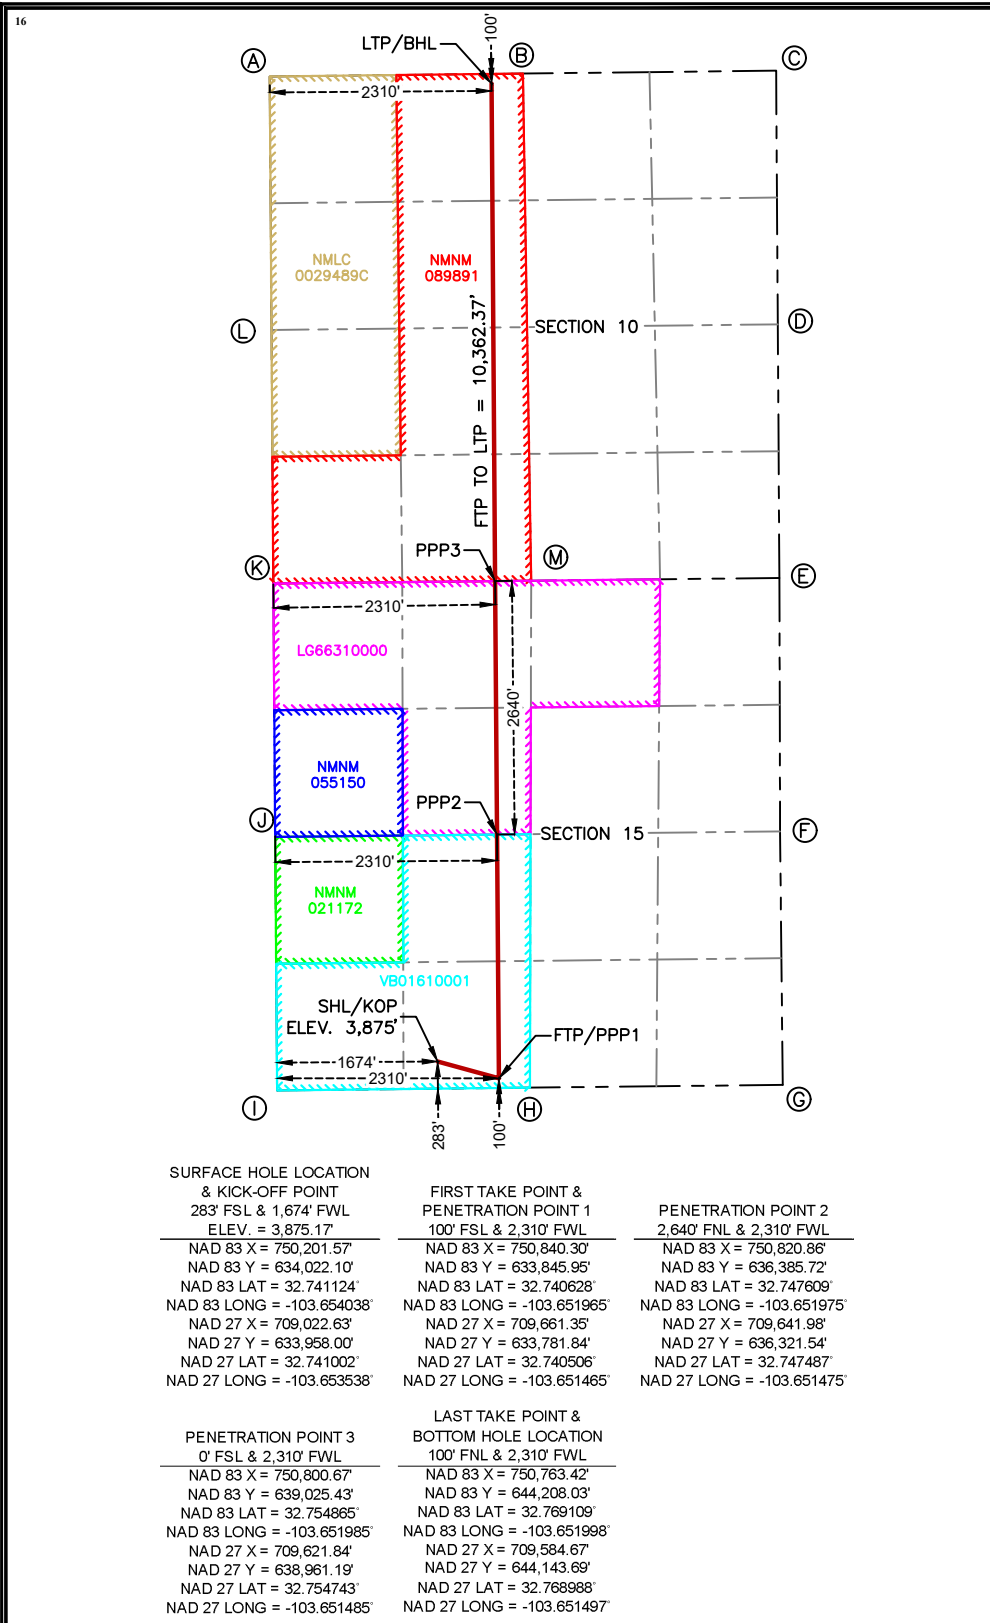 16
LTP/BHL
100'
A
B
C
2310'
NMLC
0029489C
NMNM
089891
L
SECTION 10
D
FTP TO LTP = 10,362.37'
PPP3
M
K
E
2310'
LG66310000
2640'
NMNM
055150
PPP2
J
SECTION 15
F
2310'
NMNM
021172
VB01610001
SHL/KOP
ELEV. 3,875'
FTP/PPP1
1674'
2310'
I
H
G
283'
100'
SURFACE HOLE LOCATION
& KICK-OFF POINT
283' FSL & 1,674' FWL
ELEV. = 3,875.17'
NAD 83 X = 750,201.57'
NAD 83 Y = 634,022.10'
NAD 83 LAT = 32.741124°
NAD 83 LONG = -103.654038°
NAD 27 X = 709,022.63'
NAD 27 Y = 633,958.00'
NAD 27 LAT = 32.741002°
NAD 27 LONG = -103.653538°
FIRST TAKE POINT &
PENETRATION POINT 1
100' FSL & 2,310' FWL
NAD 83 X = 750,840.30'
NAD 83 Y = 633,845.95'
NAD 83 LAT = 32.740628°
NAD 83 LONG = -103.651965°
NAD 27 X = 709,661.35'
NAD 27 Y = 633,781.84'
NAD 27 LAT = 32.740506°
NAD 27 LONG = -103.651465°
PENETRATION POINT 2
2,640' FNL & 2,310' FWL
NAD 83 X = 750,820.86'
NAD 83 Y = 636,385.72'
NAD 83 LAT = 32.747609°
NAD 83 LONG = -103.651975°
NAD 27 X = 709,641.98'
NAD 27 Y = 636,321.54'
NAD 27 LAT = 32.747487°
NAD 27 LONG = -103.651475°
PENETRATION POINT 3
0' FSL & 2,310' FWL
NAD 83 X = 750,800.67'
NAD 83 Y = 639,025.43'
NAD 83 LAT = 32.754865°
NAD 83 LONG = -103.651985°
NAD 27 X = 709,621.84'
NAD 27 Y = 638,961.19'
NAD 27 LAT = 32.754743°
NAD 27 LONG = -103.651485°
LAST TAKE POINT &
BOTTOM HOLE LOCATION
100' FNL & 2,310' FWL
NAD 83 X = 750,763.42'
NAD 83 Y = 644,208.03'
NAD 83 LAT = 32.769109°
NAD 83 LONG = -103.651998°
NAD 27 X = 709,584.67'
NAD 27 Y = 644,143.69'
NAD 27 LAT = 32.768988°
NAD 27 LONG = -103.651497°